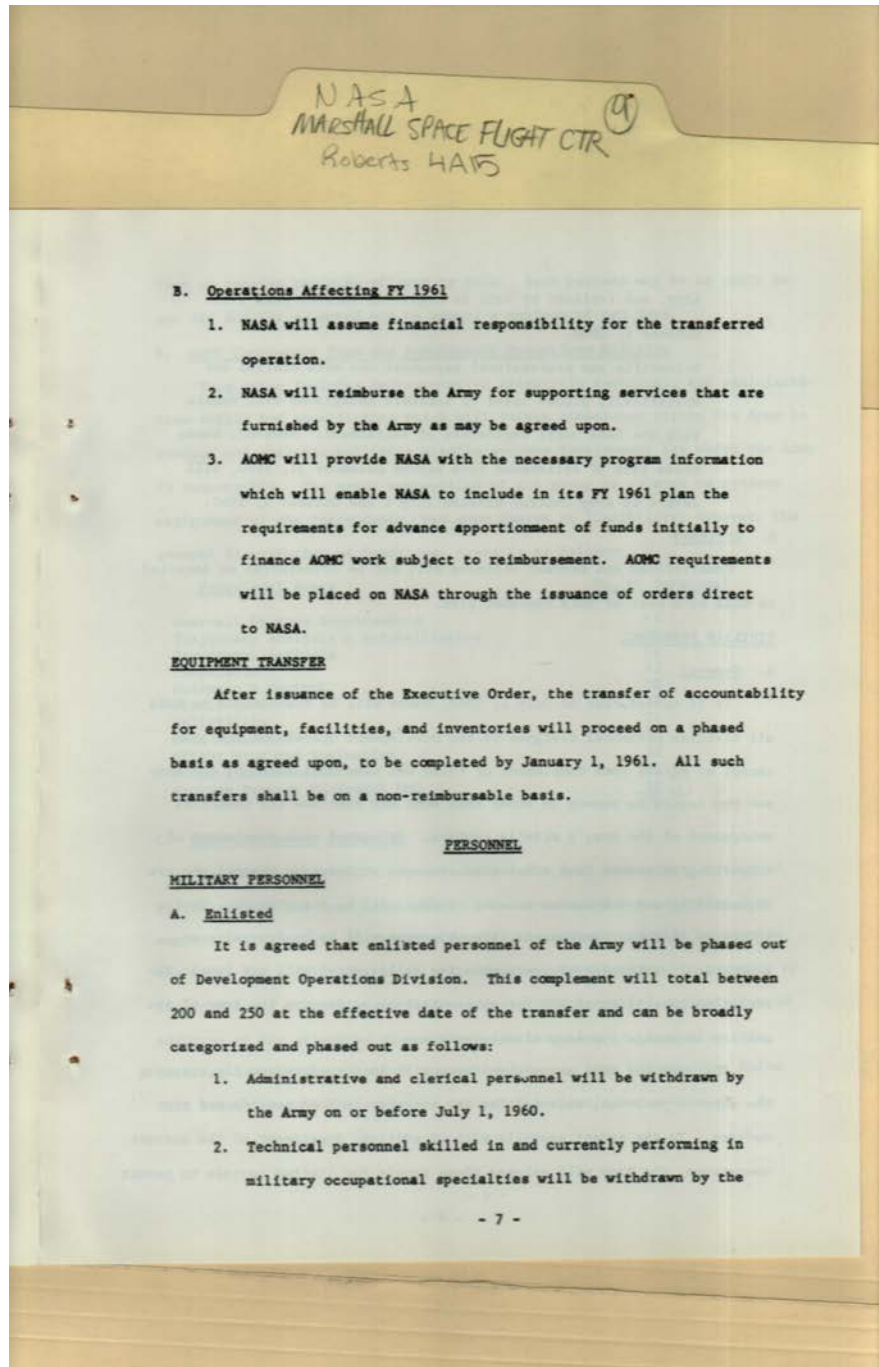 NASA
MARSHALL SPACE FLIGHT CTR
9
Roberts 4A15
B. Operations Affecting FY 1961
1. NASA will assume financial responsibility for the transferred
operation.
2. NASA will reimburse the Army for supporting services that are
furnished by the Army as may be agreed upon.
3. AOMC will provide NASA with the necessary program information
which will enable NASA to include in its FY 1961 plan the
requirements for advance apportionment of funds initially to
finance AOMC work subject to reimbursement. AOMC requirements
will be placed on NASA through the issuance of orders direct
to NASA.
EQUIPMENT TRANSFER
After issuance of the Executive Order, the transfer of accountability
for equipment, facilities, and inventories will proceed on a phased
basis as agreed upon, to be completed by January 1, 1961. All such
transfers shall be on a non-reimbursable basis.
PERSONNEL
MILITARY PERSONNEL
A. Enlisted
It is agreed that enlisted personnel of the Army will be phased out
of Development Operations Division. This complement will total between
200 and 250 at the effective date of the transfer and can be broadly
categorized and phased out as follows:
1. Administrative and clerical personnel will be withdrawn by
the Army on or before July 1, 1960.
2. Technical personnel skilled in and currently performing in
military occupational specialties will be withdrawn by the
- 7 -